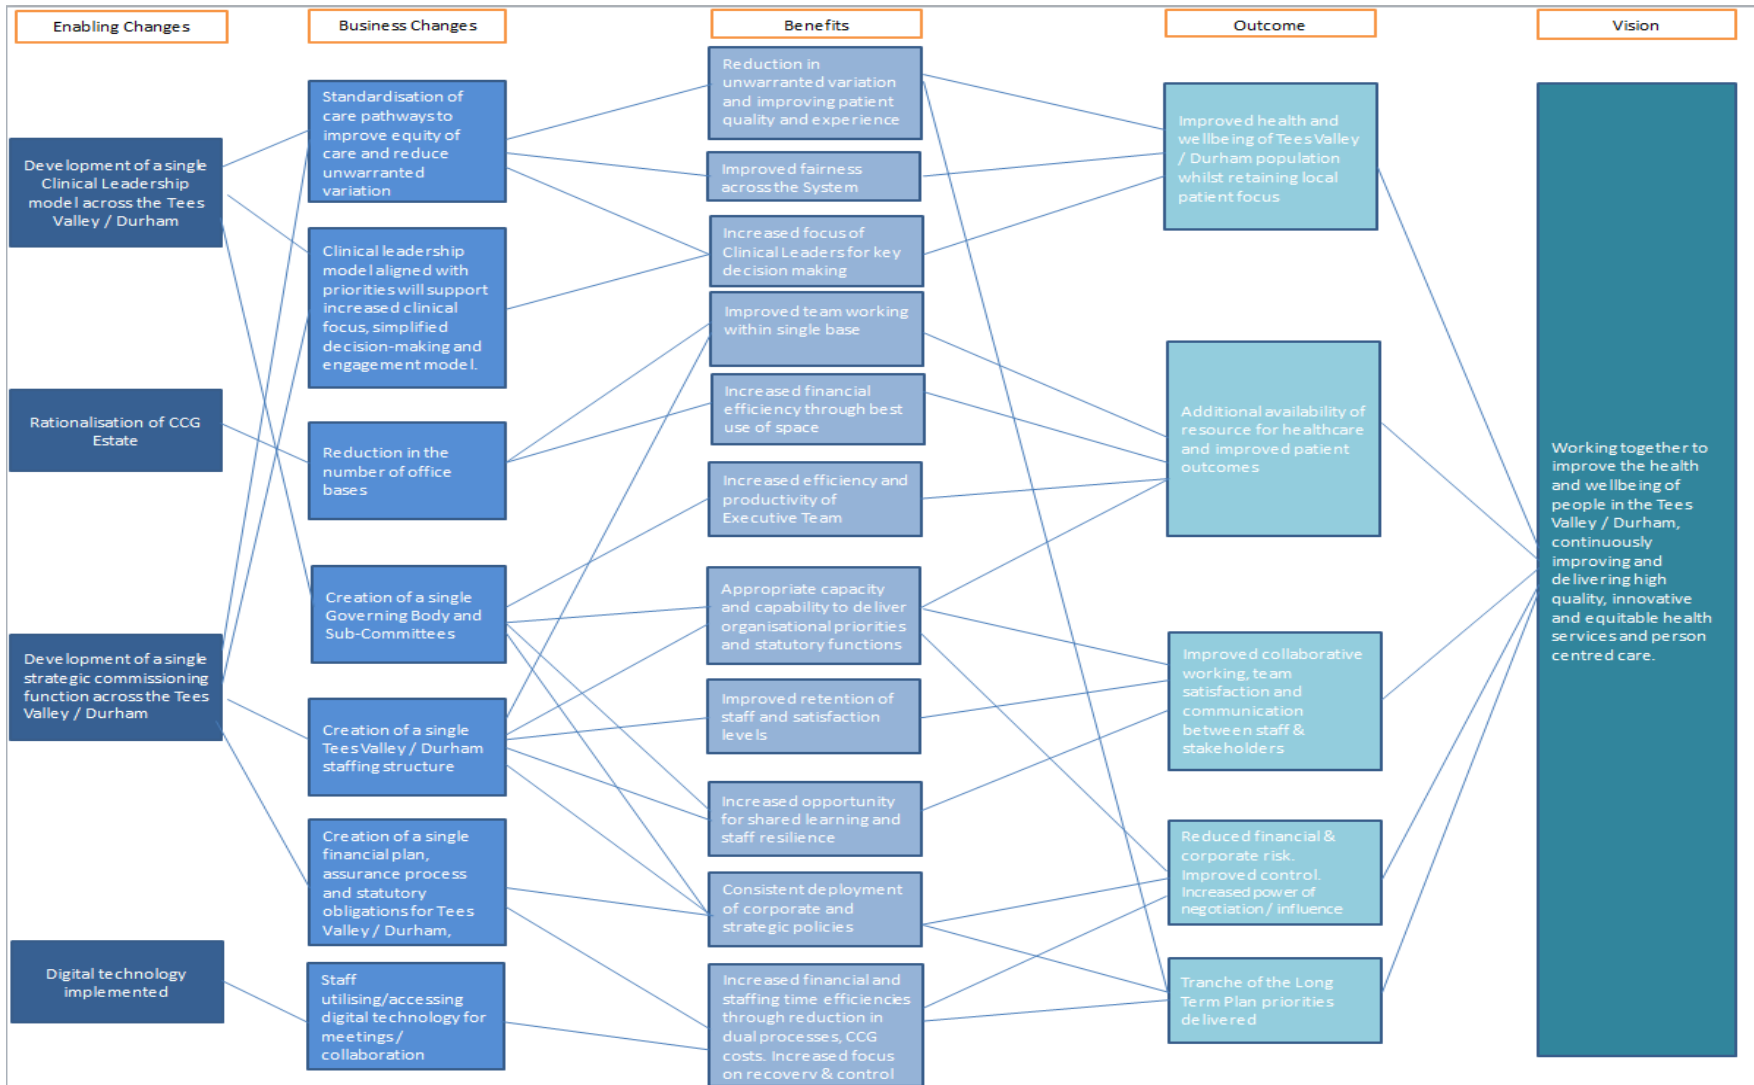 Enabling Changes
Business Changes
Benefits
Outcome
Vision
Development of a single
Clinical Leadership
model across the Tees
Valley / Durham
Rationalisation of CCG
Estate
Development of a single
strategic commissioning
function across the Tees
Valley / Durham
Digital technology
implemented
Standardisation of
care pathways to
improve equity of
care and reduce
unwarranted
variation
Clinical leadership
model aligned with
priorities will support
increased clinical
focus, simplified
decision-making and
engagement model.
Reduction in the
number of office
bases
Creation of a single
Governing Body and
Sub-Committees
Creation of a single
Tees Valley / Durham
staffing structure
Creation of a single
financial plan,
assurance process
and statutory
obligations for Tees
Valley / Durham,
Staff
utilising/accessing
digital technology for
meetings /
collaboration
Reduction in
unwarranted variation
and improving patient
quality and experience
Improved fairness
across the System
Increased focus of
Clinical Leaders for key
decision making
Improved team working
within single base
Increased financial
efficiency through best
use of space
Increased efficiency and
productivity of
Executive Team
Appropriate capacity
and capability to deliver
organisational priorities
and statutory functions
Improved retention of
staff and satisfaction
levels
Increased opportunity
for shared learning and
staff resilience
Consistent deployment
of corporate and
strategic policies
Increased financial and
staffing time efficiencies
through reduction in
dual processes, CCG
costs. Increased focus
on recovery & control
Improved health and
wellbeing of Tees Valley
/ Durham population
whilst retaining local
patient focus
Additional availability of
resource for healthcare
and improved patient
outcomes
Improved collaborative
working, team
satisfaction and
communication
between staff &
stakeholders
Reduced financial &
corporate risk.
Improved control.
Increased power of
negotiation / influence
Tranche of the Long
Term Plan priorities
delivered
Working together to
improve the health
and wellbeing of
people in the Tees
Valley / Durham,
continuously
improving and
delivering high
quality, innovative
and equitable health
services and person
centred care.